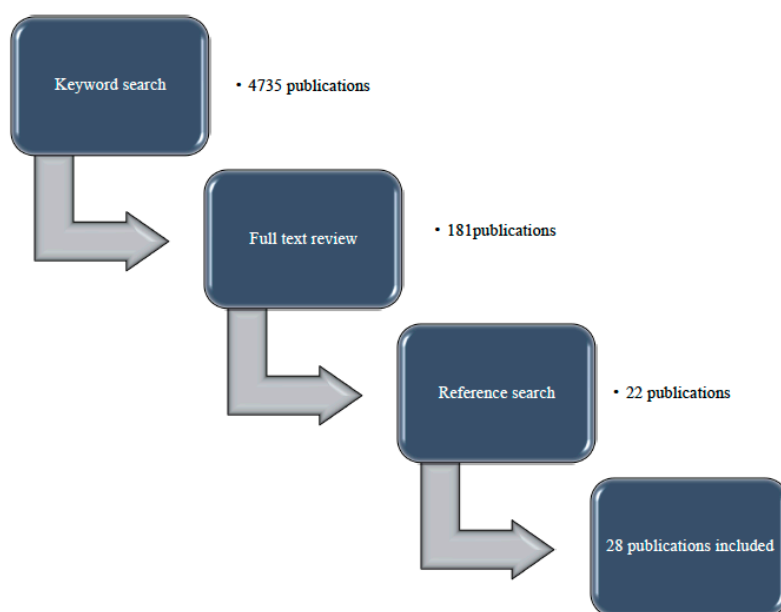 Keyword search
• 4735 publications
Full text review
• 181publications
Reference search
• 22 publications
28 publications included